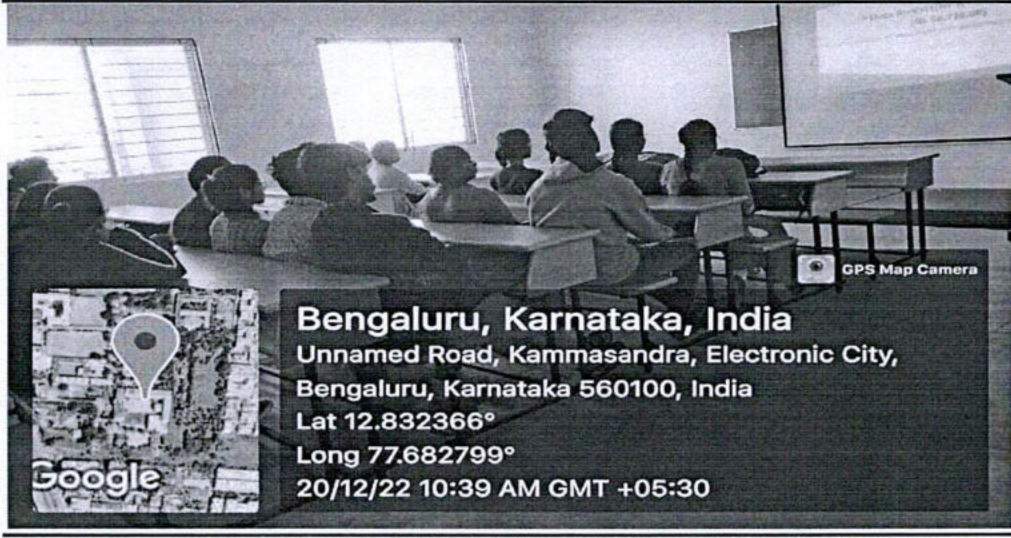 GPS Map Camera
Bengaluru, Karnataka, India
Unnamed Road, Kammasandra, Electronic City,
Bengaluru, Karnataka 560100, India
Lat 12.832366°
Long 77.682799°
20/12/22 10:39 AM GMT +05:30
Google